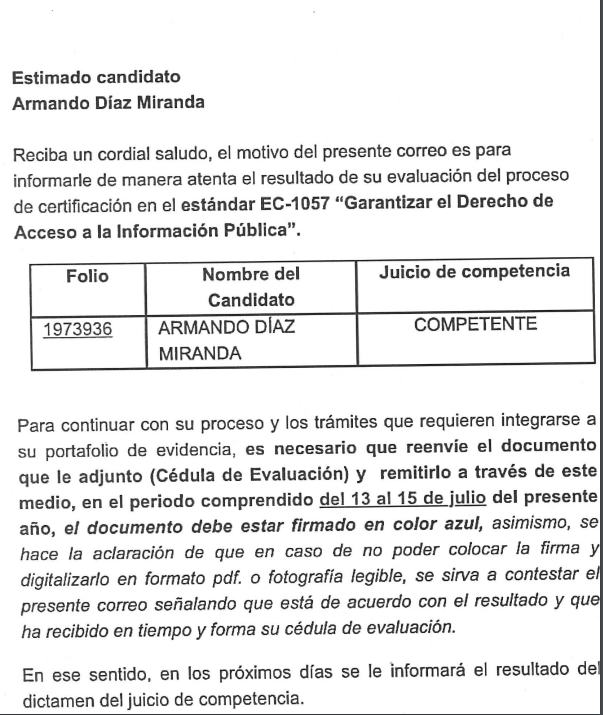 Estimado candidato
Armando Díaz Miranda
Reciba un cordial saludo, el motivo del presente correo es para
informarle de manera atenta el resultado de su evaluación del proceso
de certificación en el estándar EC-1057 “Garantizar el Derecho de
Acceso a la Información Pública”.
Folio Nombre del Juicio de competencia
Candidato
1973936 ARMANDO DÍAZ COMPETENTE
MIRANDA
Para continuar con su proceso y los trámites que requieren integrarse a
su portafolio de evidencia, es necesario que reenvíe el documento
que le adjunto (Cédula de Evaluación) y remitirlo a través de este
medio, en el periodo comprendido del 13 al 15 de julio del presente
año, el documento debe estar firmado en color azul, asimismo, se
hace la aclaración de que en caso de no poder colocar la firma y
digitalizarlo en formato pdf. o fotografía legible, se sirva a contestar el
presente correo señalando que está de acuerdo con el resultado y que
ha recibido en tiempo y forma su cédula de evaluación.
En ese sentido, en los próximos días se le informará el resultado del
dictamen del juicio de competencia.